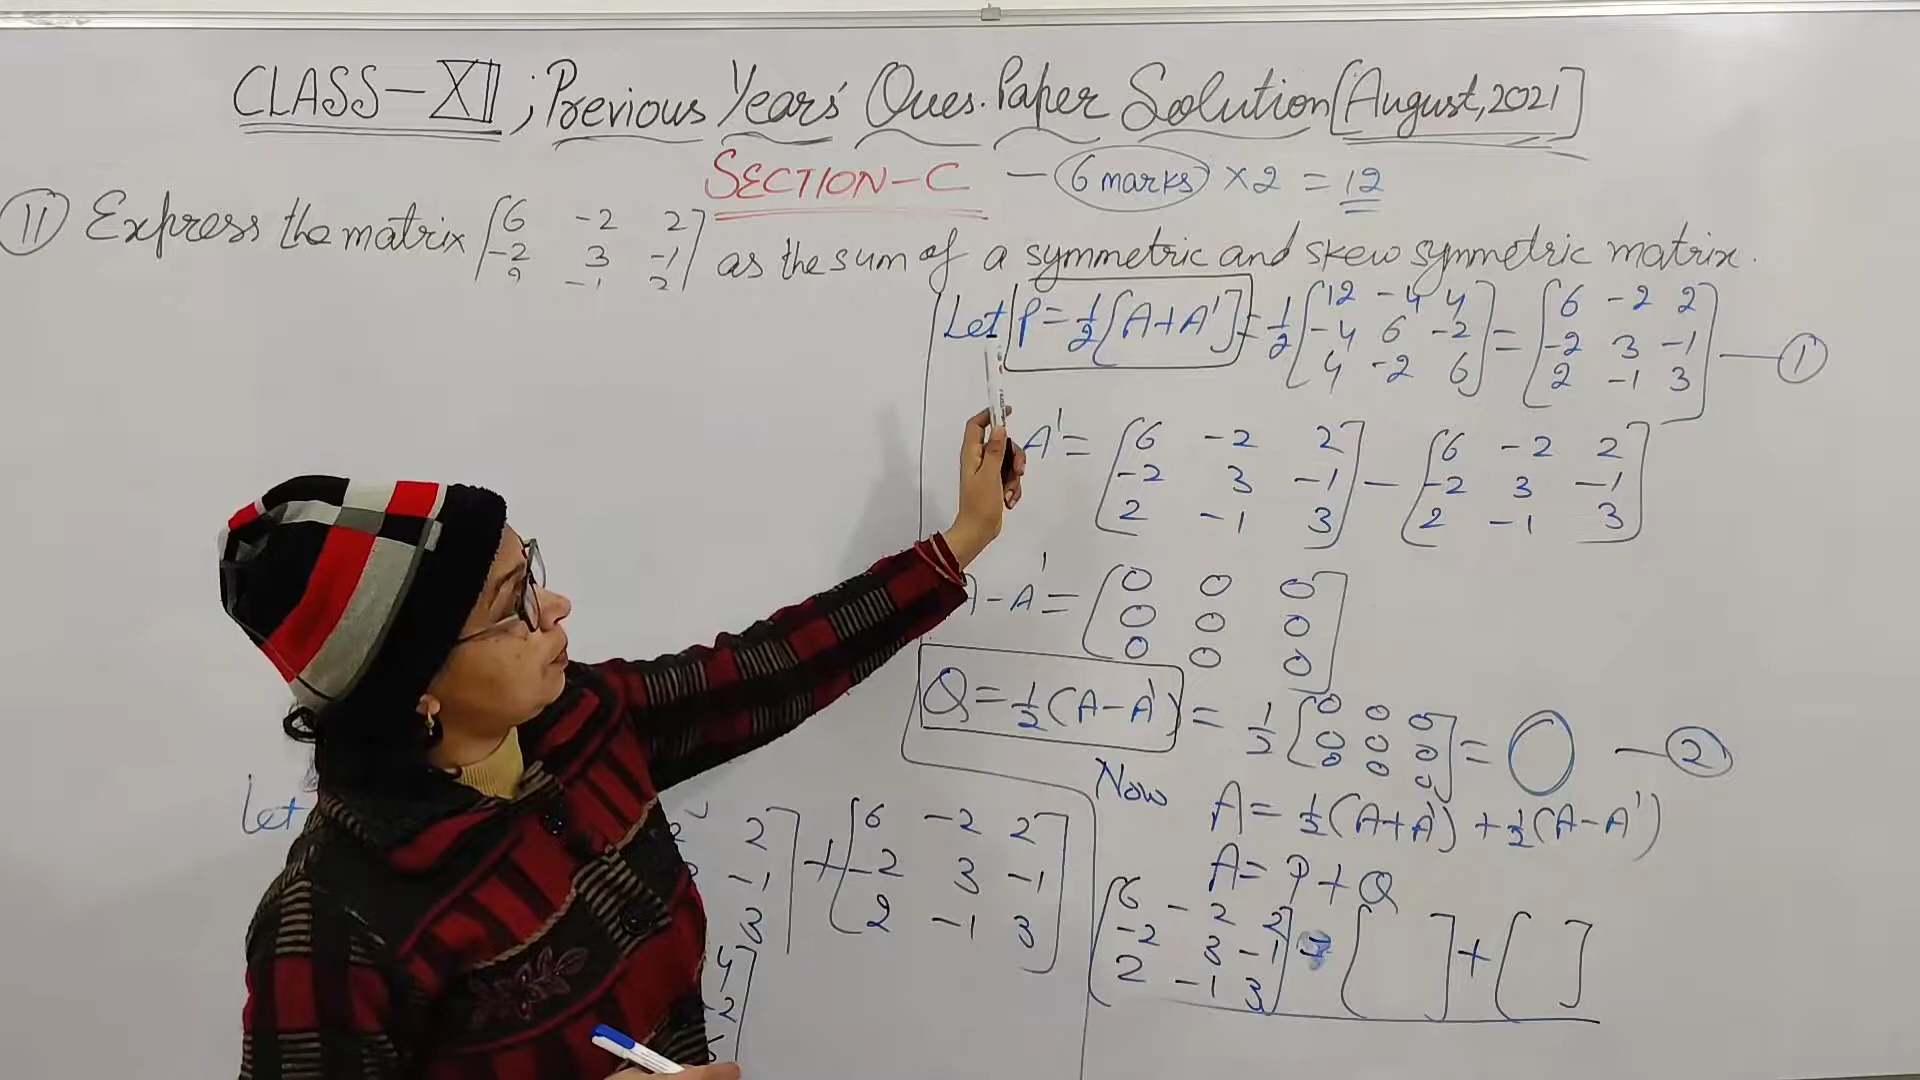 CLASS-XII ; Previous Years' Ques. Paper Solution [August, 2021]
SECTION-C - 6 marks × 2 = 12
11 Express the matrix [6 -2 2 as the sum of a symmetric and skew symmetric matrix.
-2 3 -1
-1
Let P = 1/2 [A+A'] = 1/2 [12 -4 4 = [6 -2 2 — 1
-4 6 -2 -2 3 -1
4 -2 6] 2 -1 3]
A' = [6 -2 2 - [6 -2 2
-2 3 -1 -2 3 -1
2 -1 3] 2 -1 3]
A-A' = [0 0 0
0 0 0
0 0 0]
Q = 1/2 (A-A') = 1/2 [0 0 0 = O — 2
0 0 0
0 0 0]
Now A = 1/2 (A+A') + 1/2 (A-A')
A = P + Q
[6 -2 2 = [ ] + [ ]
-2 3 -1
2 -1 3]
Let
2 + [6 -2 2
-1 -2 3 -1
3] 2 -1 3]
4